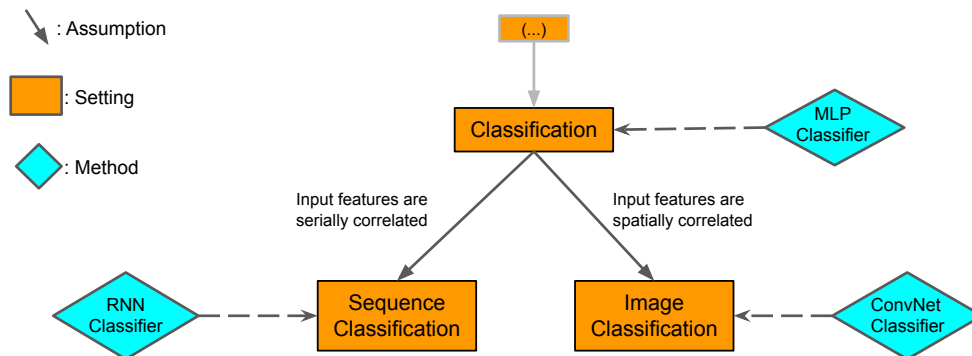 : Assumption
: Setting
: Method
(...)
Classification
MLP
Classifier
Input features are
serially correlated
Input features are
spatially correlated
RNN
Classifier
Sequence
Classification
Image
Classification
ConvNet
Classifier